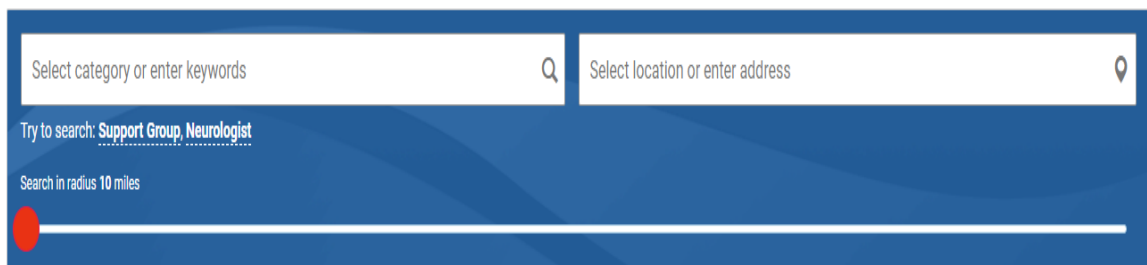 Select category or enter keywords
Select location or enter address
Try to search: Support Group, Neurologist
Search in radius 10 miles